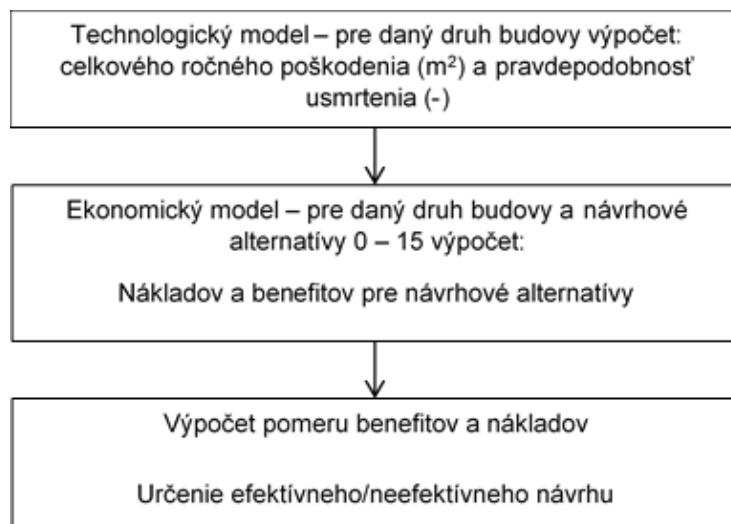 Technologický model – pre daný druh budovy výpočet:
celkového ročného poškodenia (m²) a pravdepodobnosť
usmrtenia (-)
Ekonomický model – pre daný druh budovy a návrhové
alternatívy 0 – 15 výpočet:
Nákladov a benefitov pre návrhové alternatívy
Výpočet pomeru benefitov a nákladov
Určenie efektívneho/neefektívneho návrhu